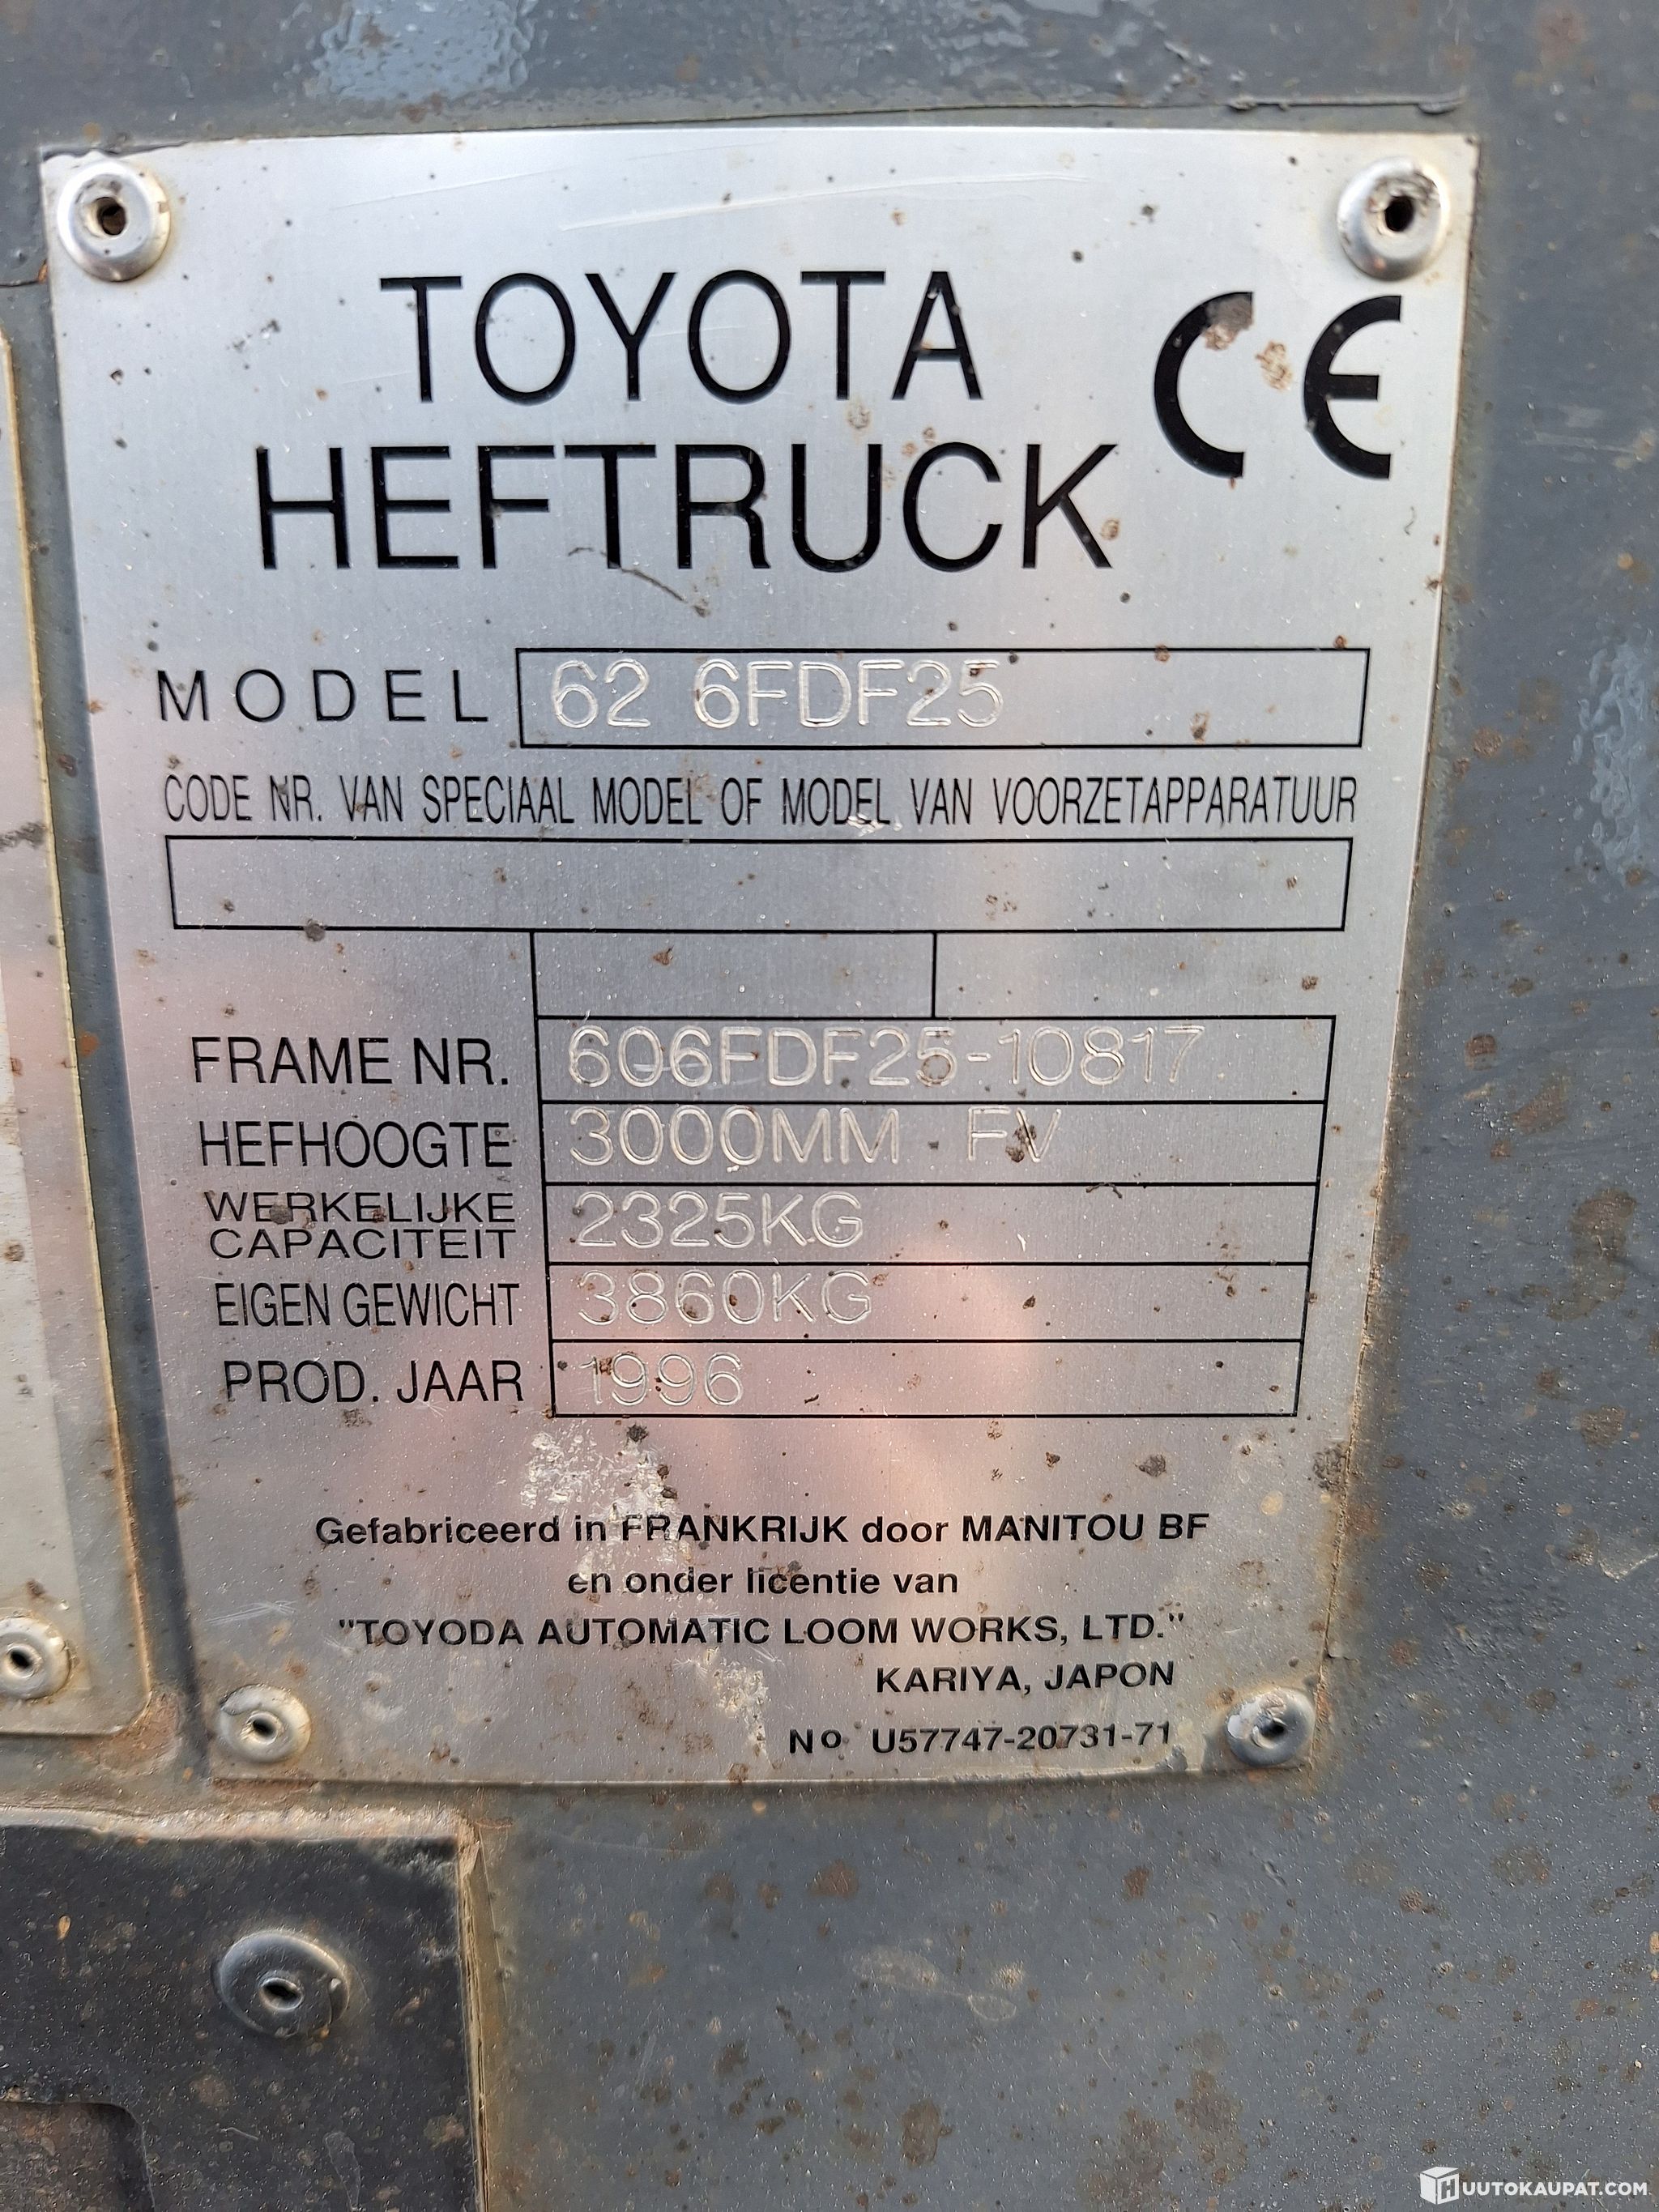 TOYOTA
HEFTRUCK
CE
MODEL 62 6FDF25
CODE NR. VAN SPECIAAL MODEL OF MODEL VAN VOORZETAPPARATUUR
FRAME NR. 606FDF25-10817
HEFHOOGTE 3000MM FV
WERKELIJKE
CAPACITEIT 2325KG
EIGEN GEWICHT 3860KG
PROD. JAAR 1996
Gefabriceerd in FRANKRIJK door MANITOU BF
en onder licentie van
"TOYODA AUTOMATIC LOOM WORKS, LTD."
KARIYA, JAPON
No U57747-20731-71
HUUTOKAUPAT.COM